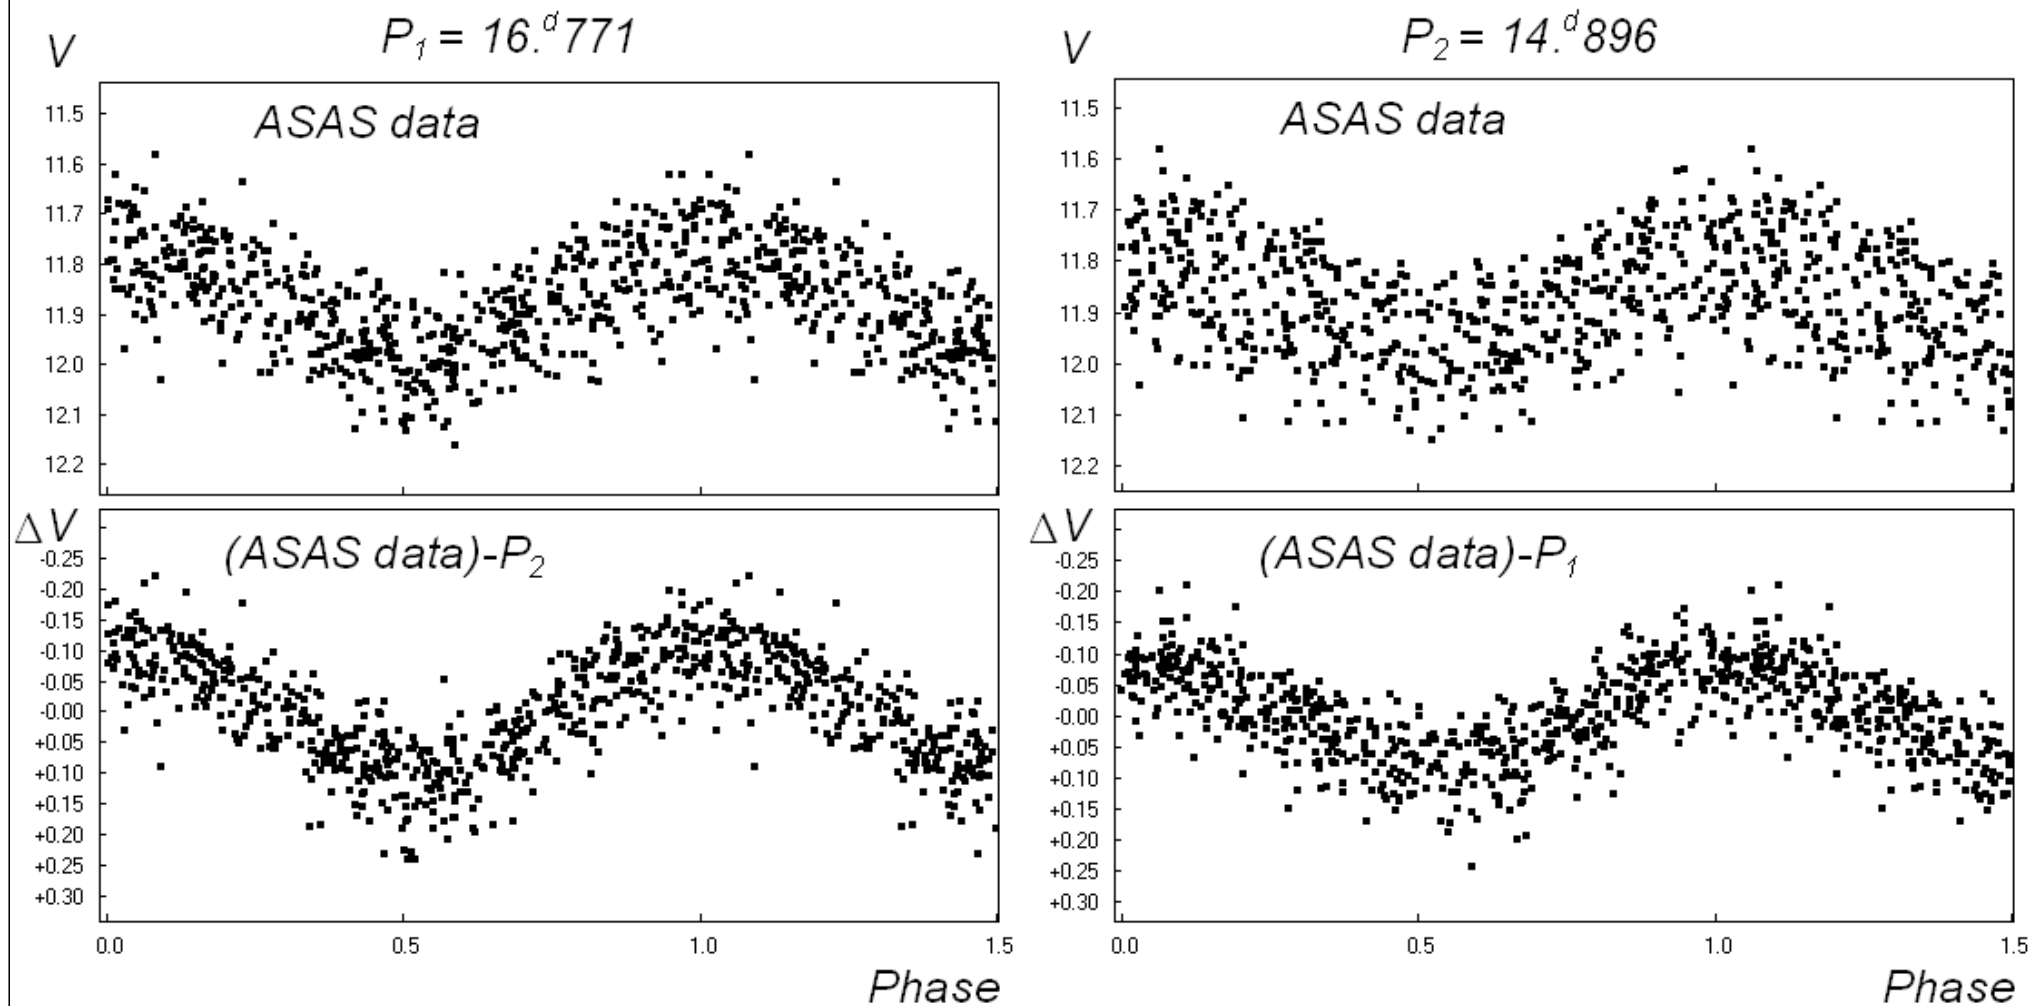 P1 = 16.d771
V
ASAS data
11.5
11.6
11.7
11.8
11.9
12.0
12.1
12.2
ΔV
(ASAS data)-P2
-0.25
-0.20
-0.15
-0.10
-0.05
-0.00
+0.05
+0.10
+0.15
+0.20
+0.25
+0.30
0.0 0.5 1.0 1.5
Phase
P2 = 14.d896
V
ASAS data
11.5
11.6
11.7
11.8
11.9
12.0
12.1
12.2
ΔV
(ASAS data)-P1
-0.25
-0.20
-0.15
-0.10
-0.05
-0.00
+0.05
+0.10
+0.15
+0.20
+0.25
+0.30
0.0 0.5 1.0 1.5
Phase